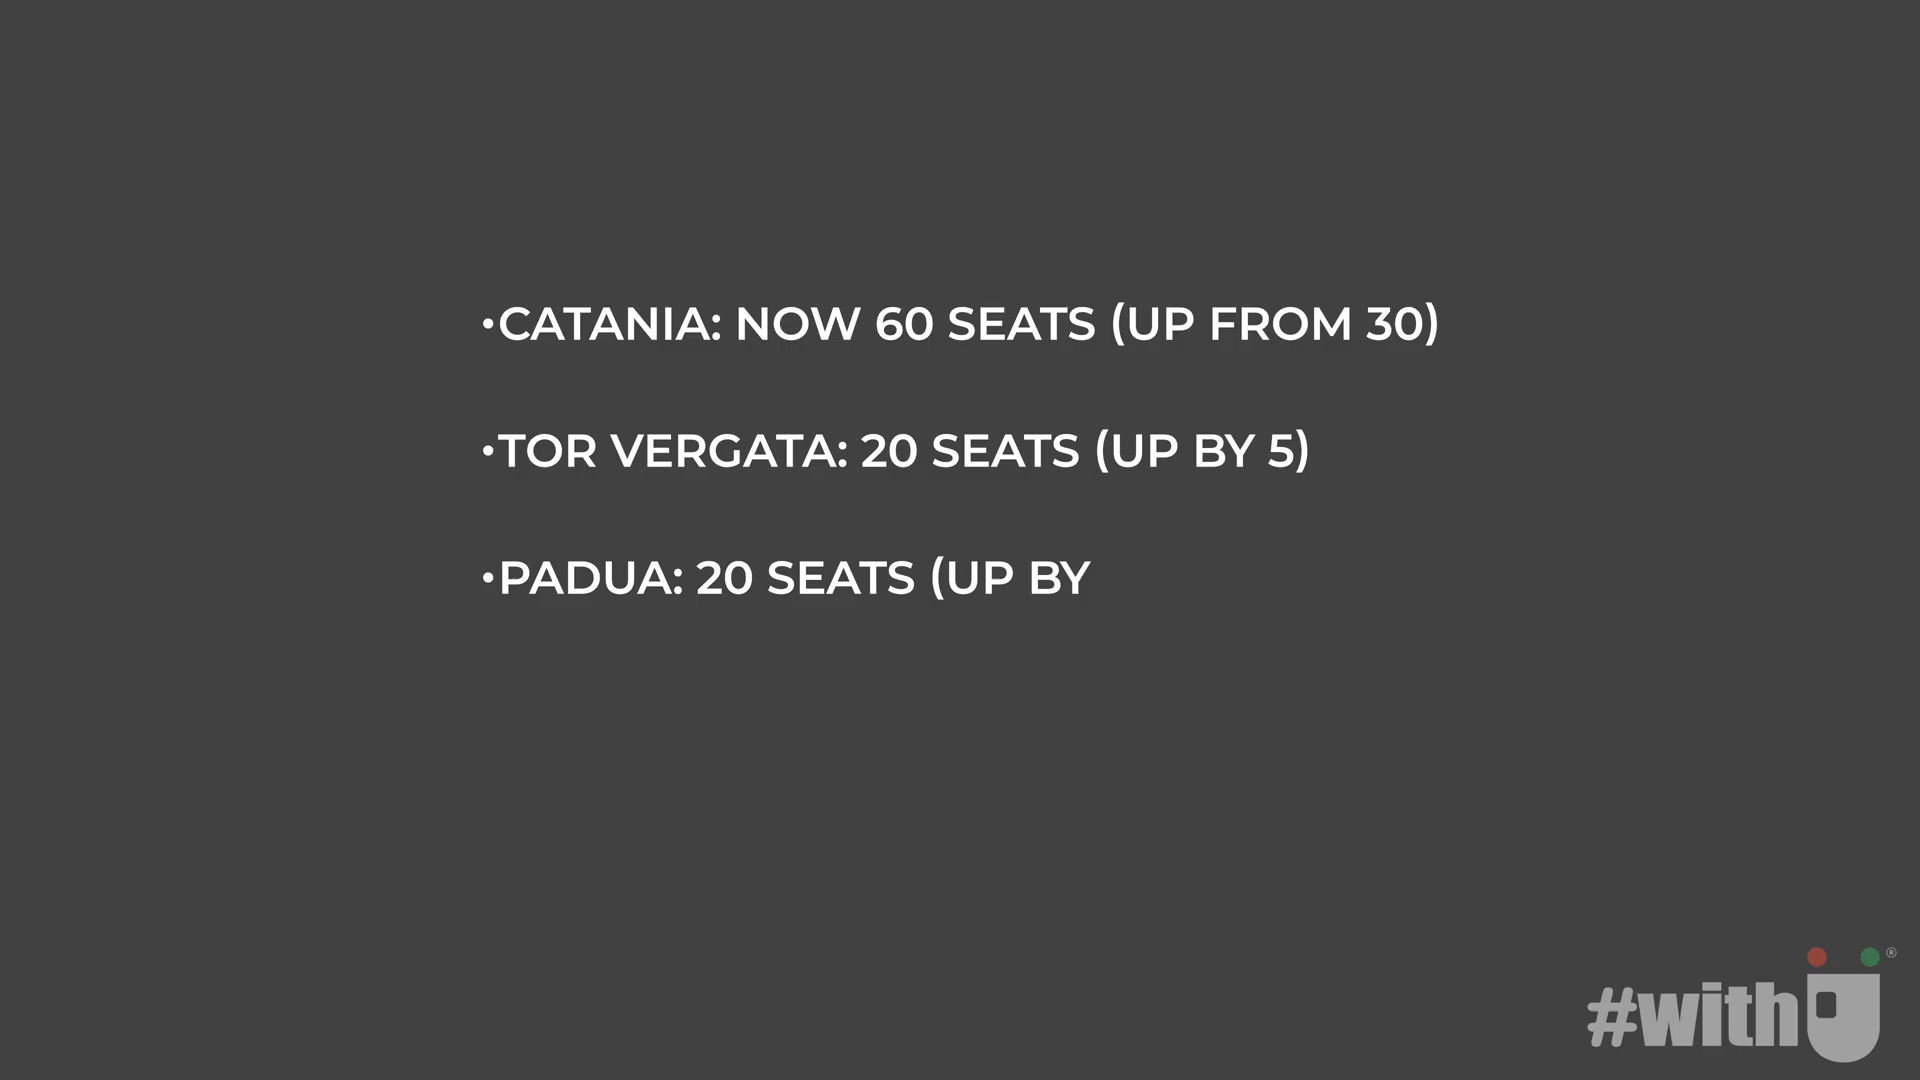 •CATANIA: NOW 60 SEATS (UP FROM 30)
•TOR VERGATA: 20 SEATS (UP BY 5)
•PADUA: 20 SEATS (UP BY
#withU®